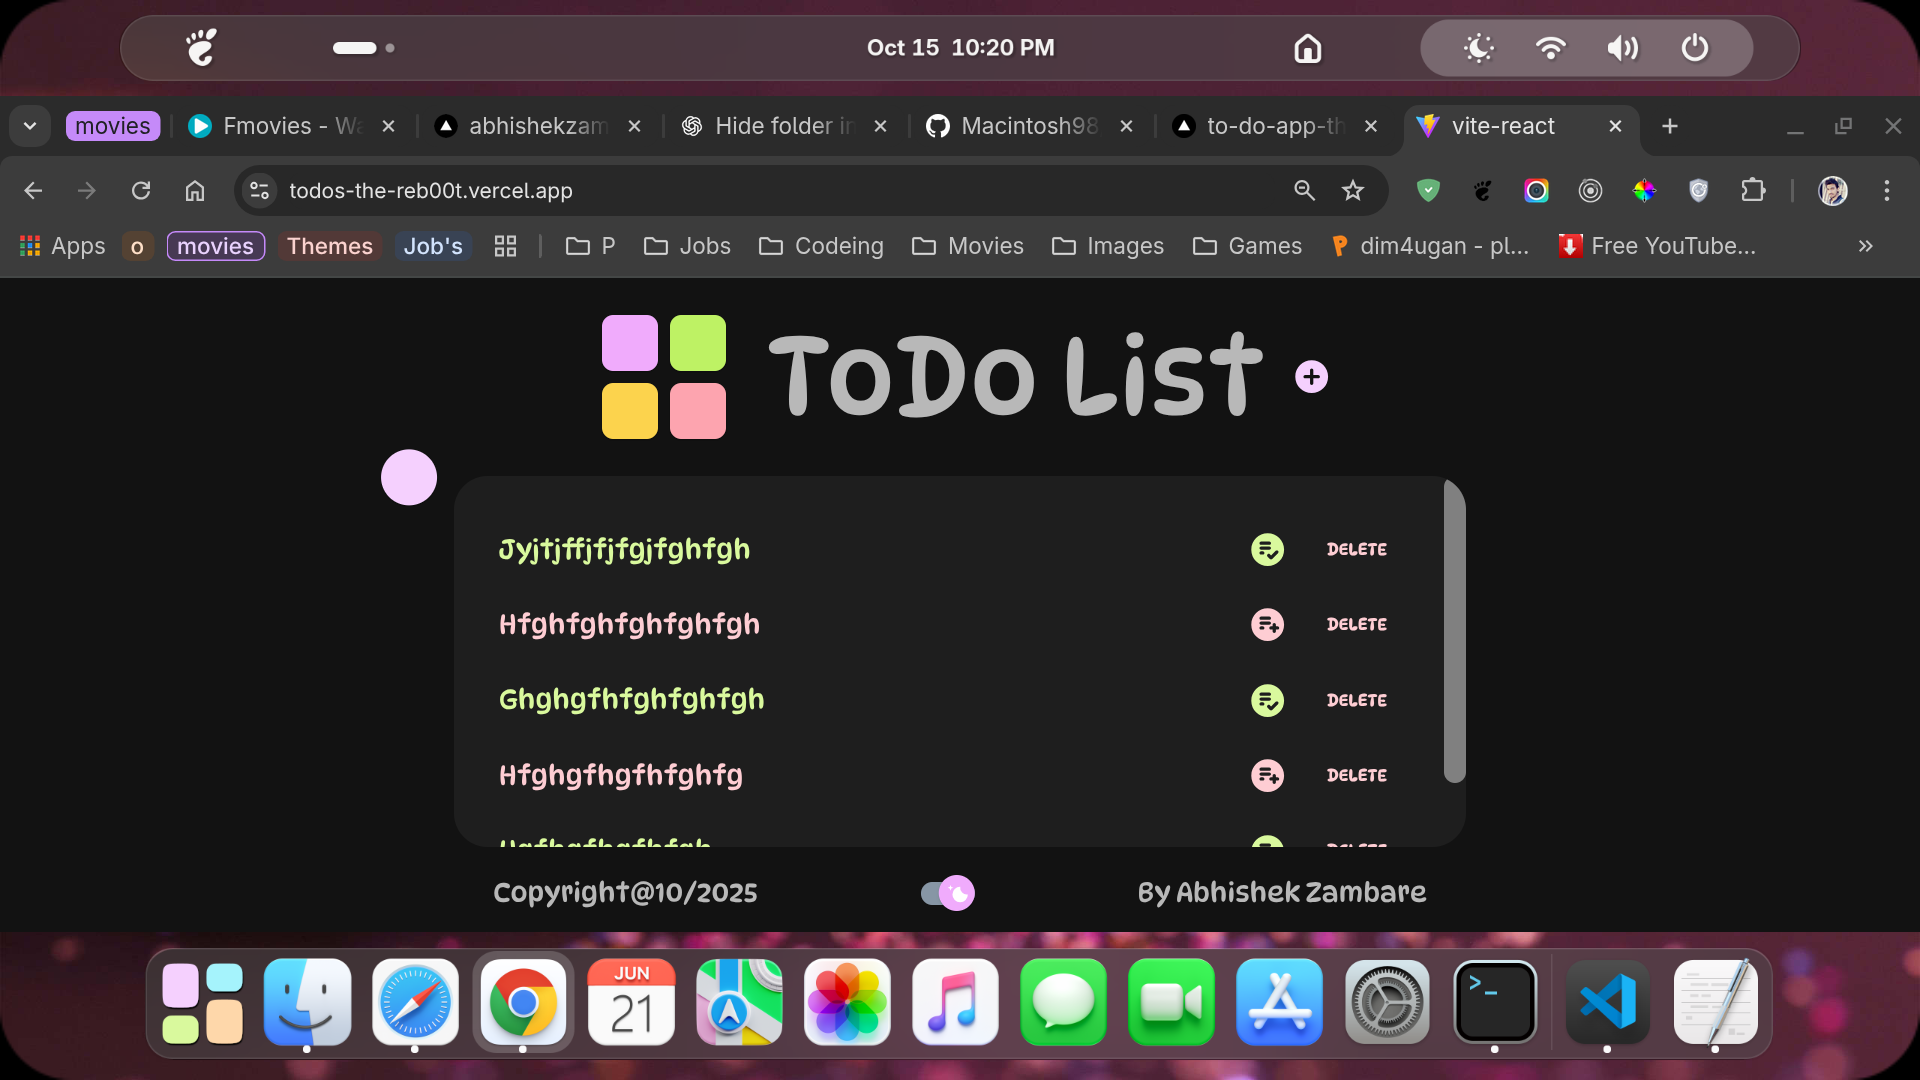 Oct 15 10:20 PM
movies
Fmovies - Wa
abhishekzam
Hide folder in
Macintosh98
to-do-app-th
vite-react
todos-the-reb00t.vercel.app
Apps
o
movies
Themes
Job's
P
Jobs
Codeing
Movies
Images
Games
dim4ugan - pl...
Free YouTube...
ToDo List
Jyjtjffjfjfgjfghfgh
DELETE
Hfghfghfghfghfgh
DELETE
Ghghgfhfghfghfgh
DELETE
Hfghgfhgfhfghfg
DELETE
Copyright@10/2025
By Abhishek Zambare
JUN
21
>_